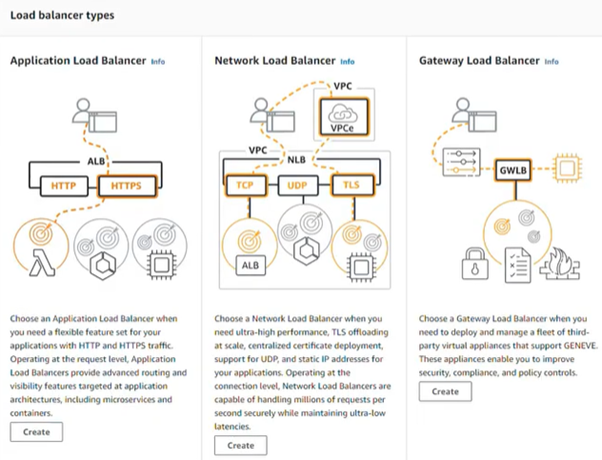 Load balancer types
Application Load Balancer Info
ALB
HTTP
HTTPS
Choose an Application Load Balancer when
you need a flexible feature set for your
applications with HTTP and HTTPS traffic.
Operating at the request level, Application
Load Balancers provide advanced routing and
visibility features targeted at application
architectures, including microservices and
containers.
Create
Network Load Balancer Info
VPC
VPCe
VPC
NLB
TCP
UDP
TLS
ALB
Choose a Network Load Balancer when you
need ultra-high performance, TLS offloading
at scale, centralized certificate deployment,
support for UDP, and static IP addresses for
your applications. Operating at the
connection level, Network Load Balancers are
capable of handling millions of requests per
second securely while maintaining ultra-low
latencies.
Create
Gateway Load Balancer Info
GWLB
Choose a Gateway Load Balancer when you
need to deploy and manage a fleet of third-
party virtual appliances that support GENEVE.
These appliances enable you to improve
security, compliance, and policy controls.
Create